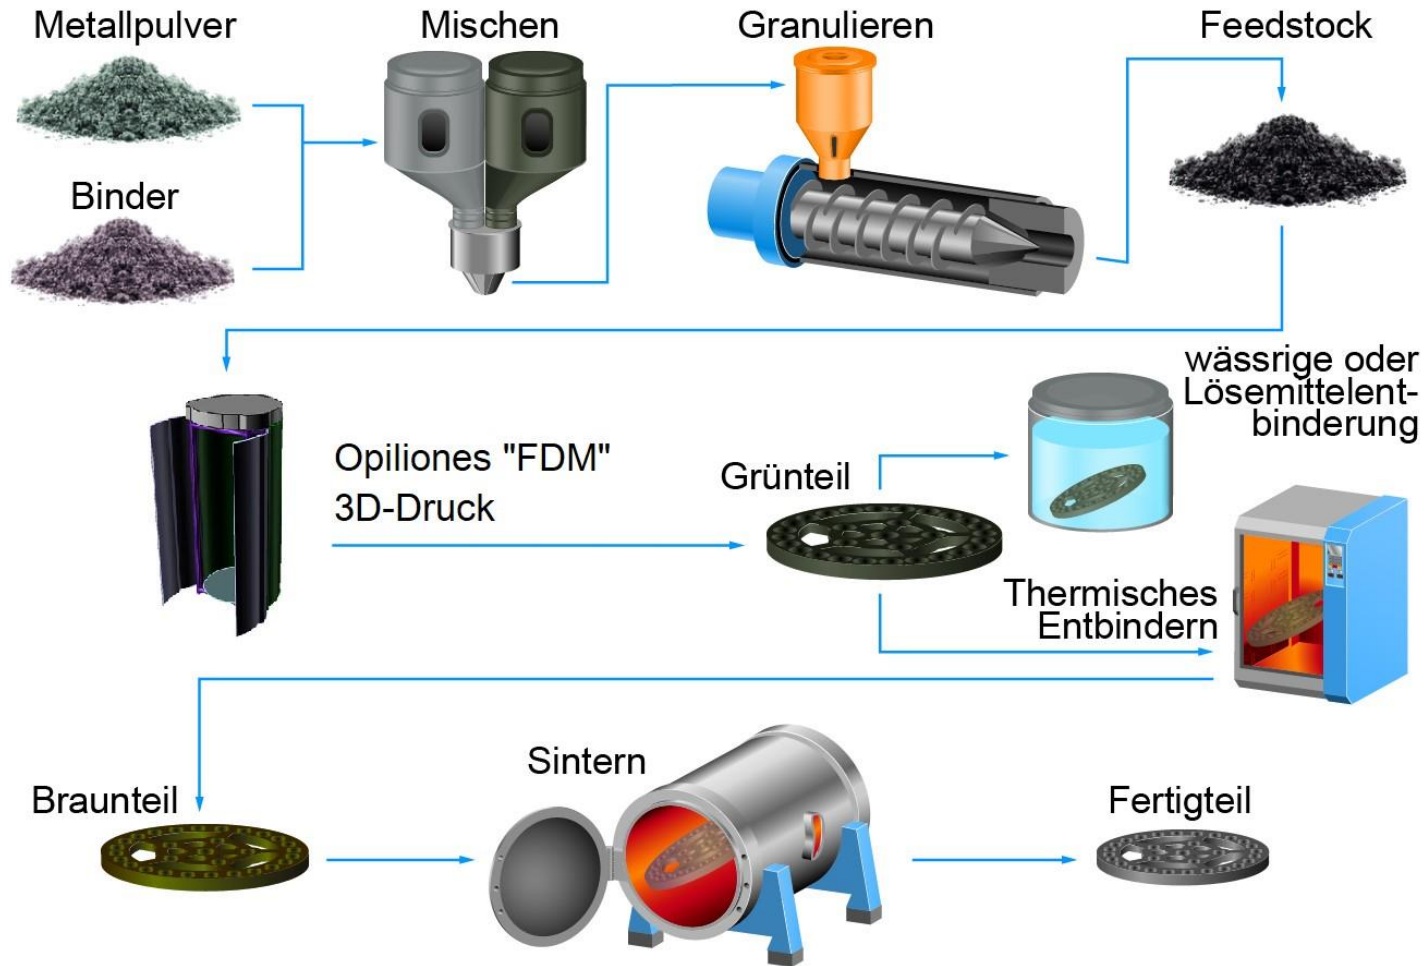 Metallpulver
Mischen
Granulieren
Feedstock
Binder
wässrige oder
Lösemittelent-
binderung
Opiliones "FDM"
3D-Druck
Grünteil
Thermisches
Entbindern
Braunteil
Sintern
Fertigteil